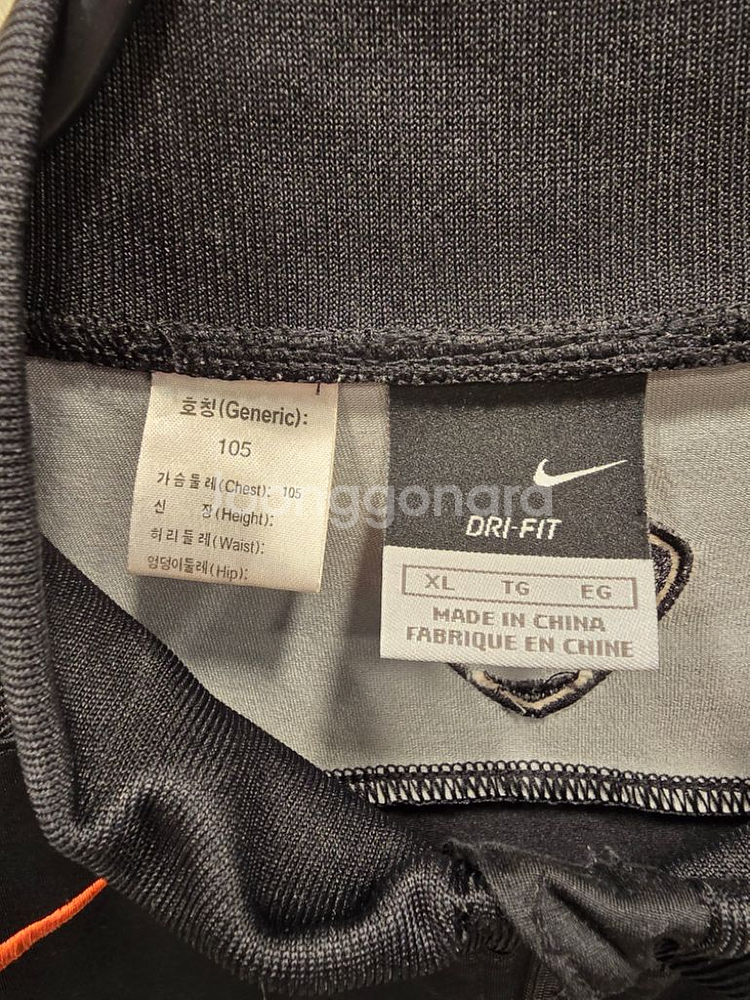 호칭(Generic):
105
가슴둘레(Chest): 105
신 장(Height):
허리둘레(Waist):
엉덩이둘레(Hip):
joonggonara
DRI-FIT
XL TG EG
MADE IN CHINA
FABRIQUE EN CHINE